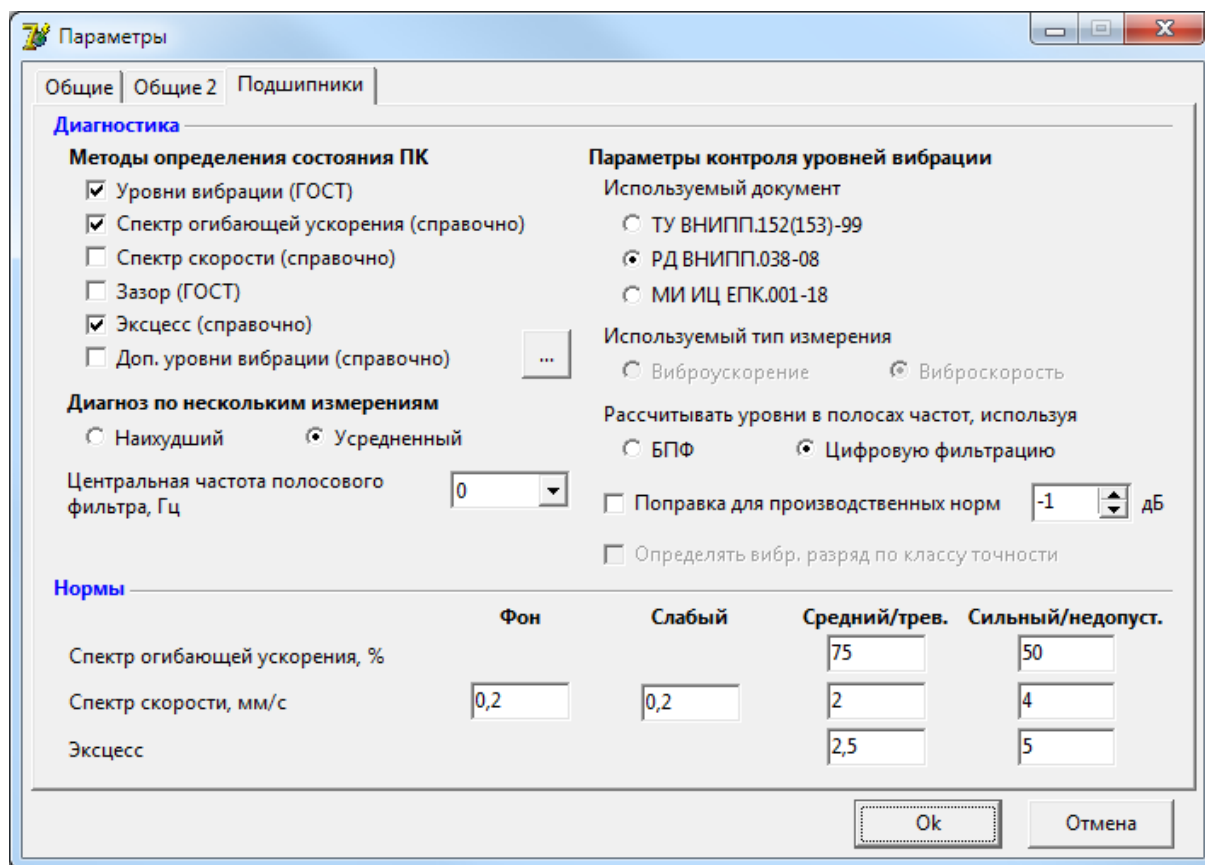 Параметры
Общие Общие 2 Подшипники
Диагностика
Методы определения состояния ПК
Уровни вибрации (ГОСТ)
Спектр огибающей ускорения (справочно)
Спектр скорости (справочно)
Зазор (ГОСТ)
Эксцесс (справочно)
Доп. уровни вибрации (справочно) ...
Диагноз по нескольким измерениям
Наихудший Усредненный
Центральная частота полосового
фильтра, Гц
0
Параметры контроля уровней вибрации
Используемый документ
ТУ ВНИПП.152(153)-99
РД ВНИПП.038-08
МИ ИЦ ЕПК.001-18
Используемый тип измерения
Виброускорение Виброскорость
Рассчитывать уровни в полосах частот, используя
БПФ Цифровую фильтрацию
Поправка для производственных норм -1 дБ
Определять вибр. разряд по классу точности
Нормы
Фон Слабый Средний/трев. Сильный/недопуст.
Спектр огибающей ускорения, % 75 50
Спектр скорости, мм/с 0,2 0,2 2 4
Эксцесс 2,5 5
Ok Отмена